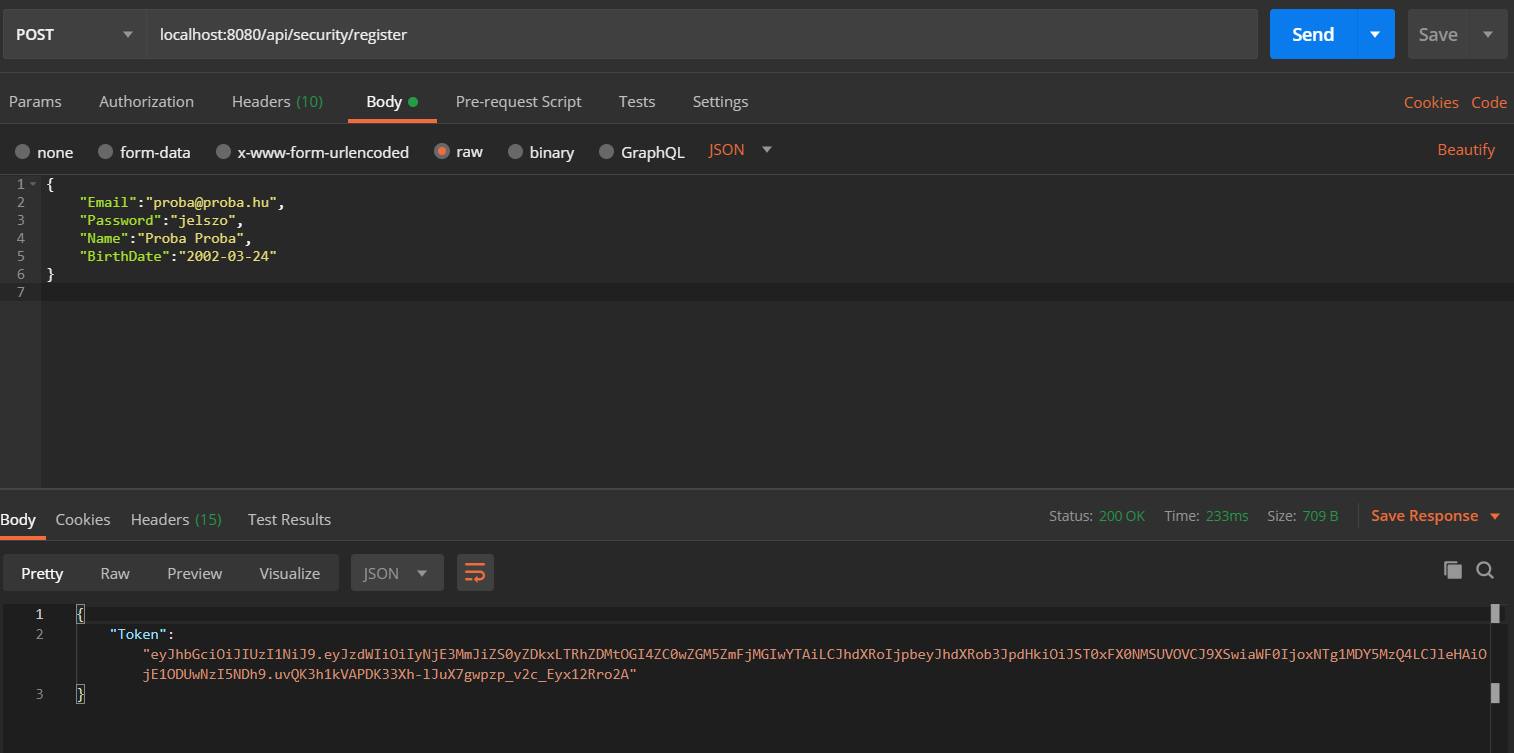 POST localhost:8080/api/security/register Send Save
Params Authorization Headers (10) Body Pre-request Script Tests Settings Cookies Code
none form-data x-www-form-urlencoded raw binary GraphQL JSON Beautify
1 {
2 "Email":"proba@proba.hu",
3 "Password":"jelszo",
4 "Name":"Proba Proba",
5 "BirthDate":"2002-03-24"
6 }
7
Body Cookies Headers (15) Test Results Status: 200 OK Time: 233ms Size: 709 B Save Response
Pretty Raw Preview Visualize JSON
1 {
2 "Token":
"eyJhbGciOiJIUzI1NiJ9.eyJzdWIiOiIyNjE3MmJiZS0yZDkxLTRhZDMtOGI4ZC0wZGM5ZmFjMGIwYTAiLCJhdXRoIjpbeyJhdXRob3JpdHkiOiJST0xFX0NMSUVOVCJ9XSwiaWF0IjoxNTg1MDY5MzQ4LCJleHAiO
jE1ODUwNzI5NDh9.uvQK3h1kVAPDK33Xh-lJuX7gwpzp_v2c_Eyx12Rro2A"
3 }